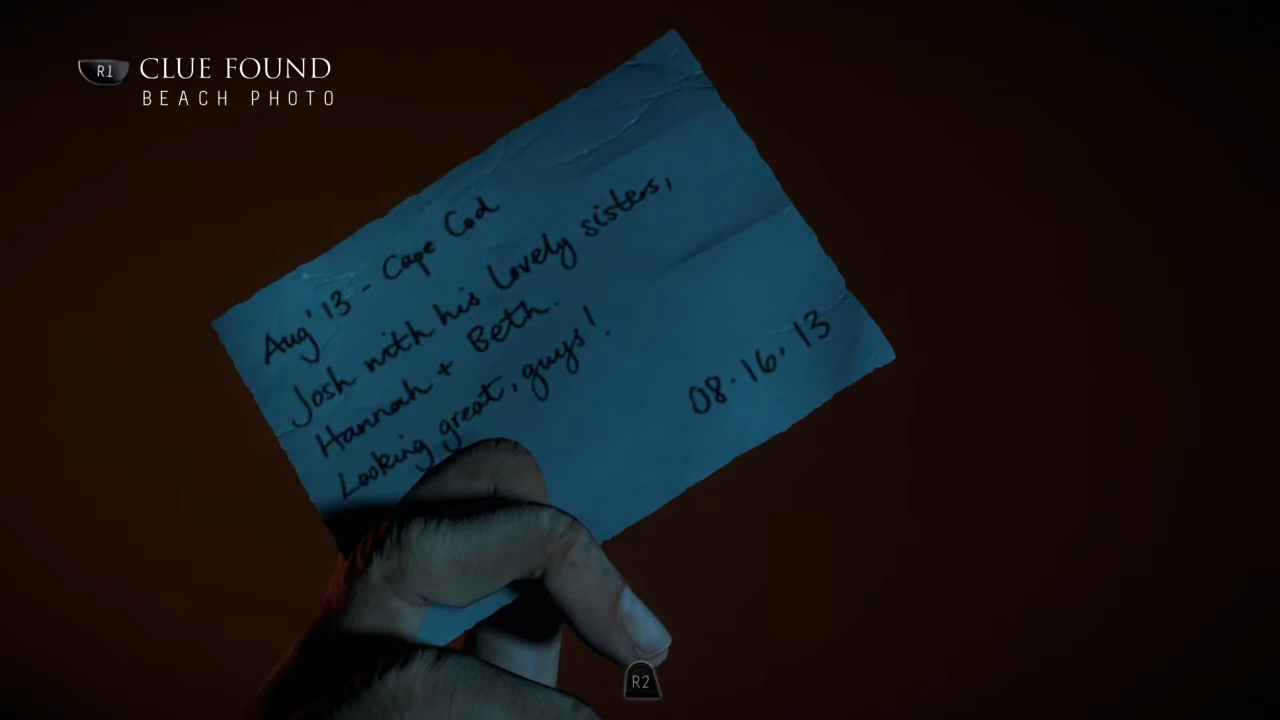 R1 CLUE FOUND
BEACH PHOTO
Aug' 13 - Cape Cod
Josh with his lovely sisters,
Hannah + Beth.
Looking great, guys!
08.16.13
R2